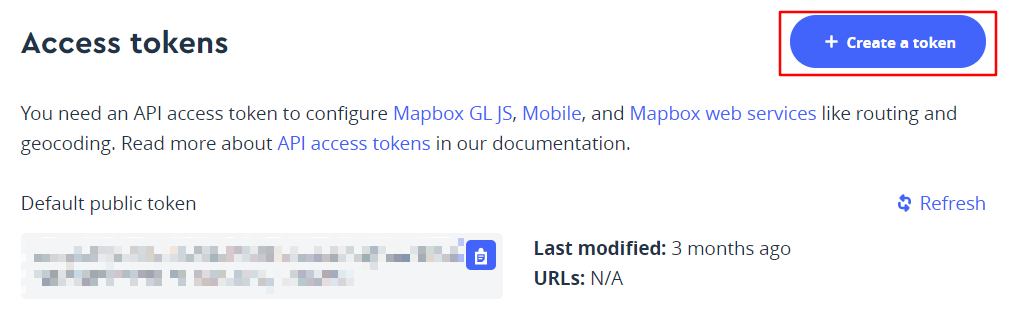 Access tokens
+ Create a token
You need an API access token to configure Mapbox GL JS, Mobile, and Mapbox web services like routing and
geocoding. Read more about API access tokens in our documentation.
Default public token
Refresh
Last modified: 3 months ago
URLs: N/A